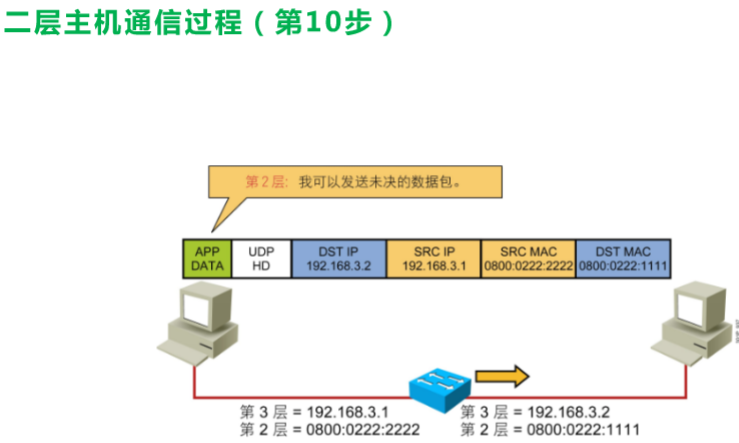 二层主机通信过程（第10步）
第2层: 我可以发送未决的数据包。
APP DATA
UDP HD
DST IP 192.168.3.2
SRC IP 192.168.3.1
SRC MAC 0800:0222:2222
DST MAC 0800:0222:1111
第 3 层 = 192.168.3.1
第 2 层 = 0800:0222:2222
第 3 层 = 192.168.3.2
第 2 层 = 0800:0222:1111